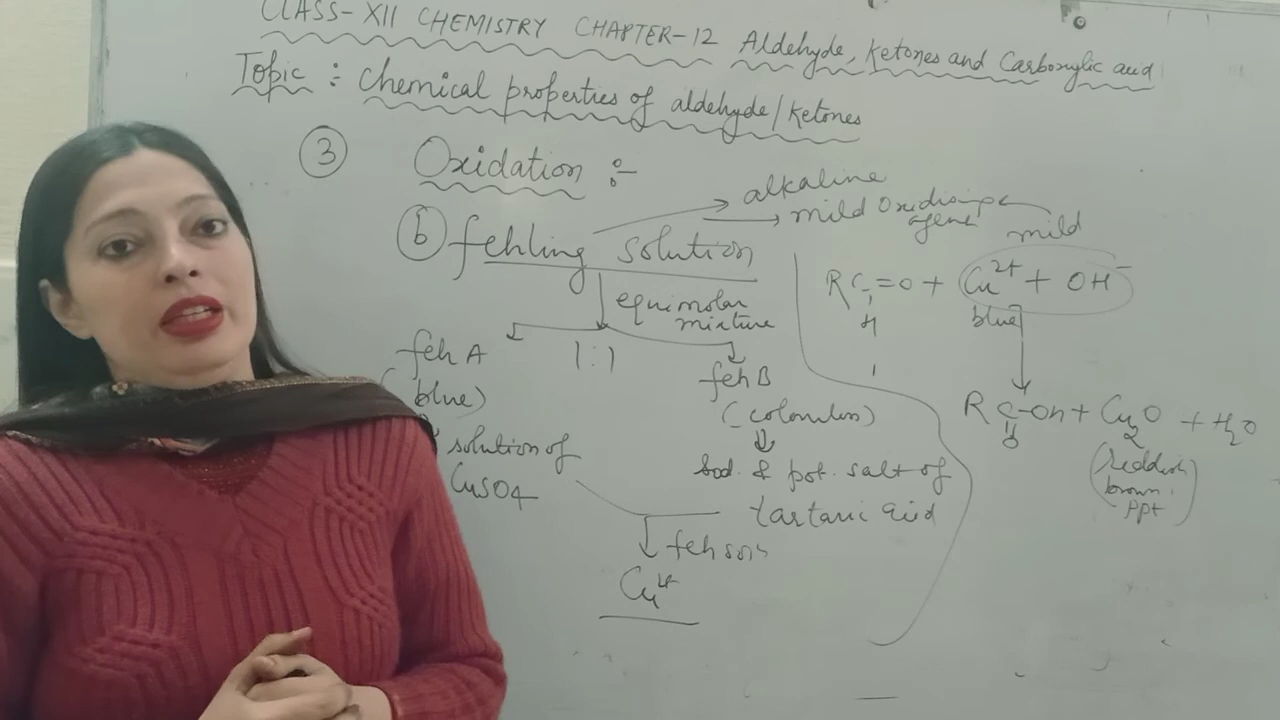 CLASS-XII CHEMISTRY CHAPTER-12 Aldehyde, Ketones and Carboxylic acid
Topic : Chemical properties of aldehyde/Ketones
③ Oxidation :-
ⓑ fehling solution
→ alkaline
→ mild oxidising
agent
mild
equimolar
mixture
1:1
feh A
(blue)
solution of
CuSO4
feh B
(colourless)
sod. & pot. salt of
tartaric acid
feh soln
Cu²⁺
RC=O + Cu²⁺ + OH⁻
H
blue
RC-OH + Cu₂O + H₂O
O
(reddish
brown
ppt)